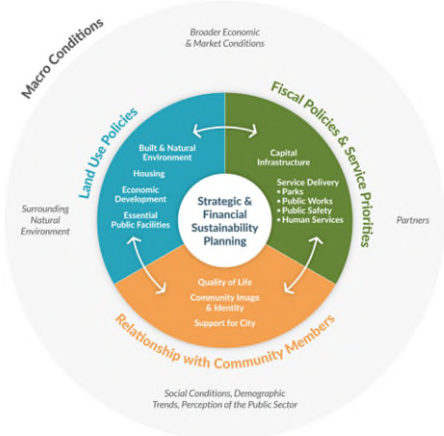 Macro Conditions
Broader Economic
& Market Conditions
Land Use Policies
Fiscal Policies & Service Priorities
Built & Natural
Environment
Housing
Economic
Development
Essential
Public Facilities
Capital
Infrastructure
Service Delivery
Parks
• Public Works
• Public Safety
• Human Services
Strategic &
Financial
Sustainability
Planning
Surrounding
Natural
Environment
Partners
Quality of Life
Community Image
& Identity
Support for City
Relationship with Community Members
Social Conditions, Demographic
Trends, Perception of the Public Sector